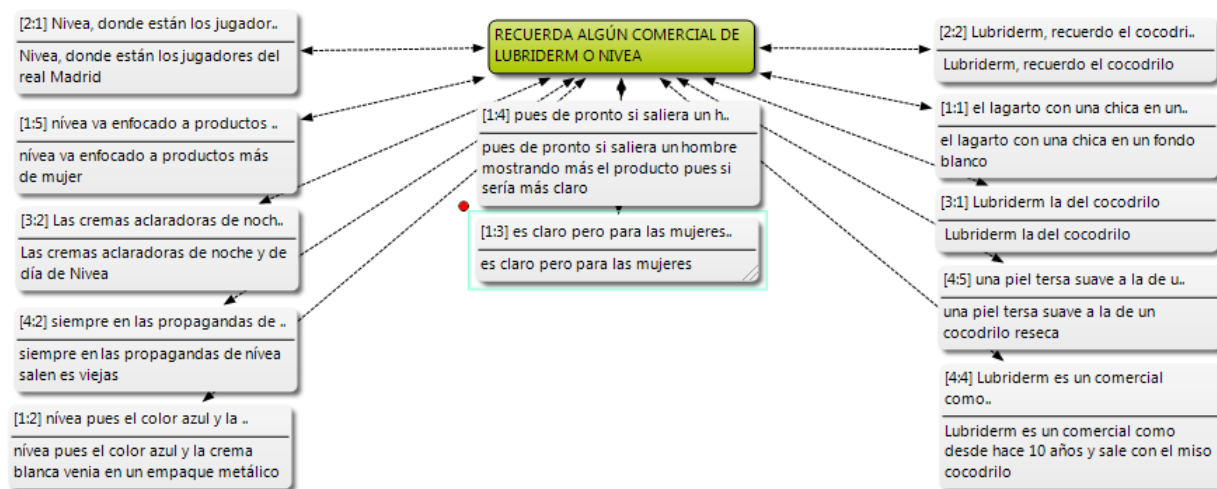 RECUERDA ALGÚN COMERCIAL DE
LUBRIDERM O NIVEA
[2:1] Nivea, donde están los jugador..
Nivea, donde están los jugadores del
real Madrid
[1:5] nívea va enfocado a productos ..
nívea va enfocado a productos más
de mujer
[3:2] Las cremas aclaradoras de noch..
Las cremas aclaradoras de noche y de
día de Nivea
[4:2] siempre en las propagandas de ..
siempre en las propagandas de nívea
salen es viejas
[1:2] nívea pues el color azul y la ..
nívea pues el color azul y la crema
blanca venia en un empaque metálico
[1:4] pues de pronto si saliera un h..
pues de pronto si saliera un hombre
mostrando más el producto pues si
sería más claro
[1:3] es claro pero para las mujeres..
es claro pero para las mujeres
[2:2] Lubriderm, recuerdo el cocodri..
Lubriderm, recuerdo el cocodrilo
[1:1] el lagarto con una chica en un..
el lagarto con una chica en un fondo
blanco
[3:1] Lubriderm la del cocodrilo
Lubriderm la del cocodrilo
[4:5] una piel tersa suave a la de u..
una piel tersa suave a la de un
cocodrilo reseca
[4:4] Lubriderm es un comercial
como..
Lubriderm es un comercial como
desde hace 10 años y sale con el miso
cocodrilo